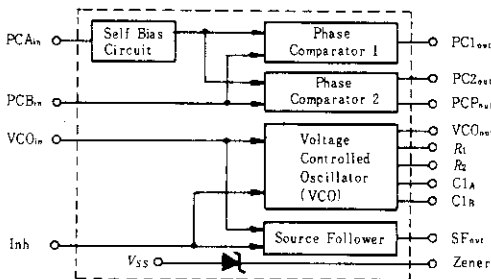 PCAin
Self Bias
Circuit
Phase
Comparator 1
PC1out
PCBin
Phase
Comparator 2
PC2out
PCPout
VCOin
Voltage
Controlled
Oscillator
(VCO)
VCOout
R1
R2
C1A
C1B
Inh
Source Follower
SFout
VSS
Zener